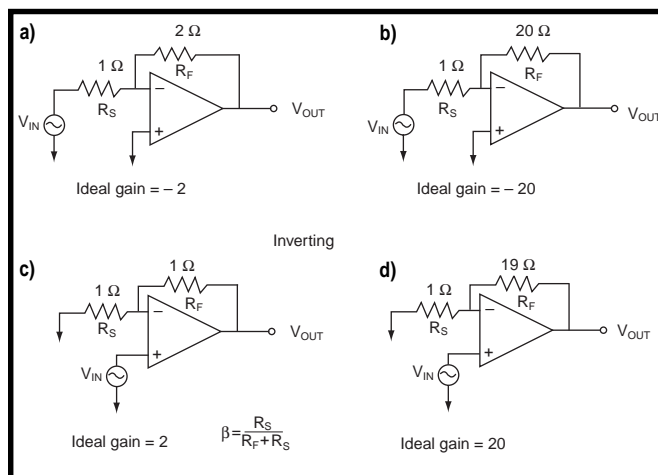 a)
2 Ω
1 Ω
R_F
R_S
−
+
V_IN
V_OUT
Ideal gain = – 2
b)
20 Ω
1 Ω
R_F
R_S
−
+
V_IN
V_OUT
Ideal gain = – 20
Inverting
c)
1 Ω
1 Ω
R_F
R_S
−
+
V_IN
V_OUT
Ideal gain = 2
β = R_S / R_F + R_S
d)
19 Ω
1 Ω
R_F
R_S
−
+
V_IN
V_OUT
Ideal gain = 20